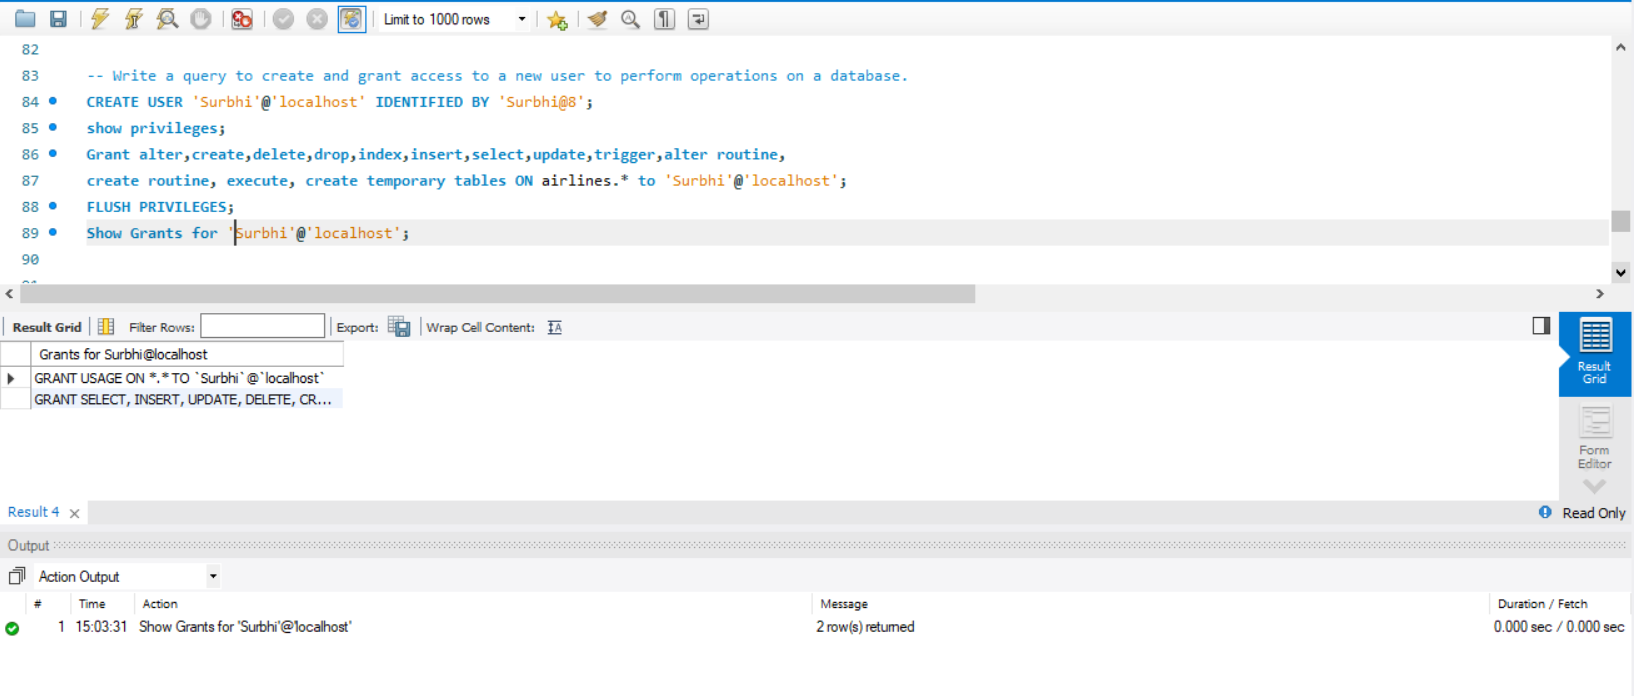 Limit to 1000 rows
82
83 -- Write a query to create and grant access to a new user to perform operations on a database.
84 CREATE USER 'Surbhi'@'localhost' IDENTIFIED BY 'Surbhi@8';
85 show privileges;
86 Grant alter,create,delete,drop,index,insert,select,update,trigger,alter routine,
87 create routine, execute, create temporary tables ON airlines.* to 'Surbhi'@'localhost';
88 FLUSH PRIVILEGES;
89 Show Grants for 'Surbhi'@'localhost';
90
Result Grid Filter Rows: Export: Wrap Cell Content:
Grants for Surbhi@localhost
GRANT USAGE ON *.* TO `Surbhi`@`localhost`
GRANT SELECT, INSERT, UPDATE, DELETE, CR...
Result
Grid
Form
Editor
Result 4 Read Only
Output
Action Output
# Time Action Message Duration / Fetch
1 15:03:31 Show Grants for 'Surbhi'@'localhost' 2 row(s) returned 0.000 sec / 0.000 sec